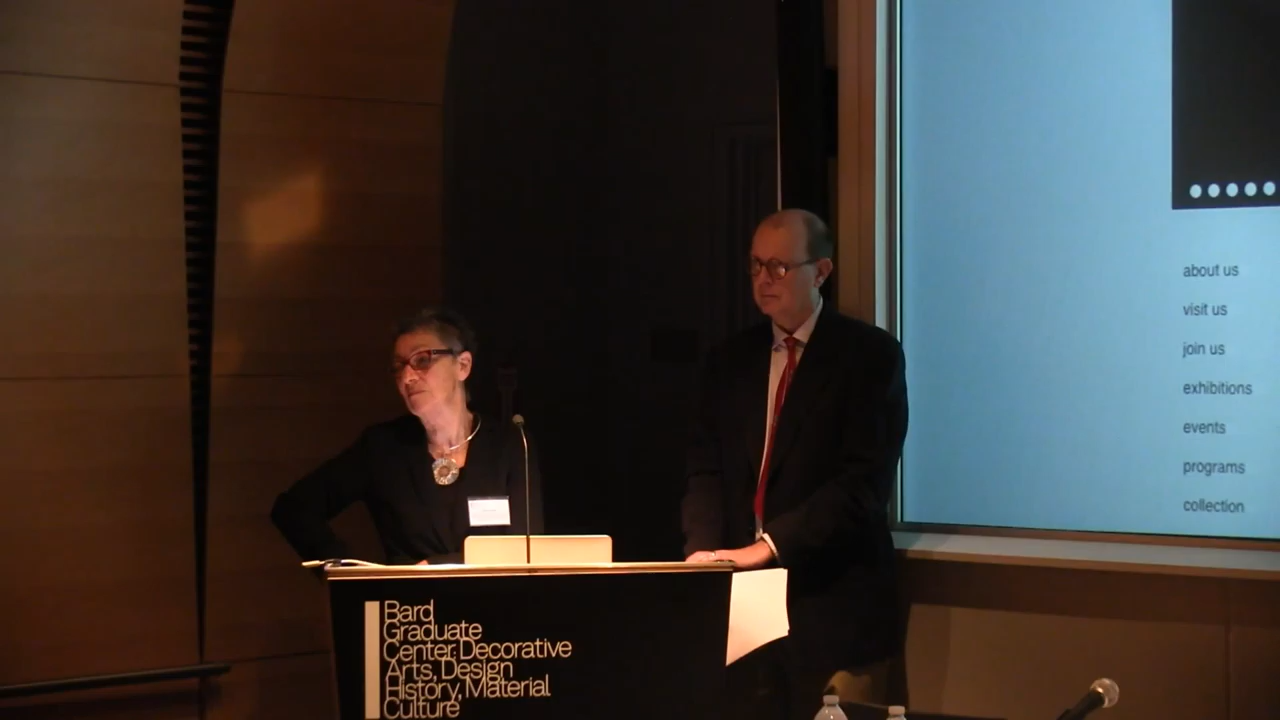 about us
visit us
join us
exhibitions
events
programs
collection
Bard
Graduate
Center: Decorative
Arts, Design
History, Material
Culture